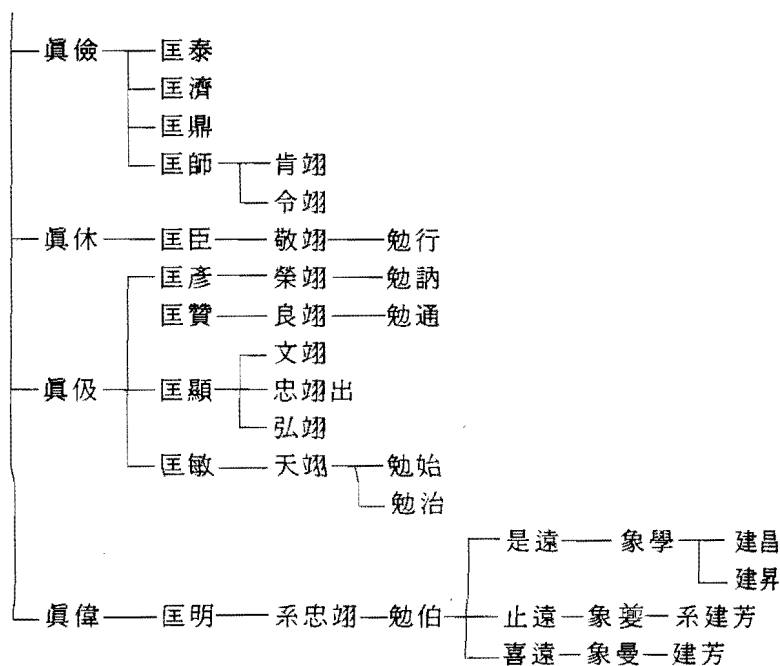 眞儉 匡泰
匡濟
匡鼎
匡師 肯翊
令翊
眞休 匡臣 敬翊 勉行
匡彥 榮翊 勉訥
匡贊 良翊 勉通
文翊
眞伋 匡顯 忠翊出
弘翊
匡敏 天翊 勉始
勉治
是遠 象學 建昌
建昇
眞偉 匡明 系忠翊 勉伯 止遠 象夔 系建芳
喜遠 象曼 建芳